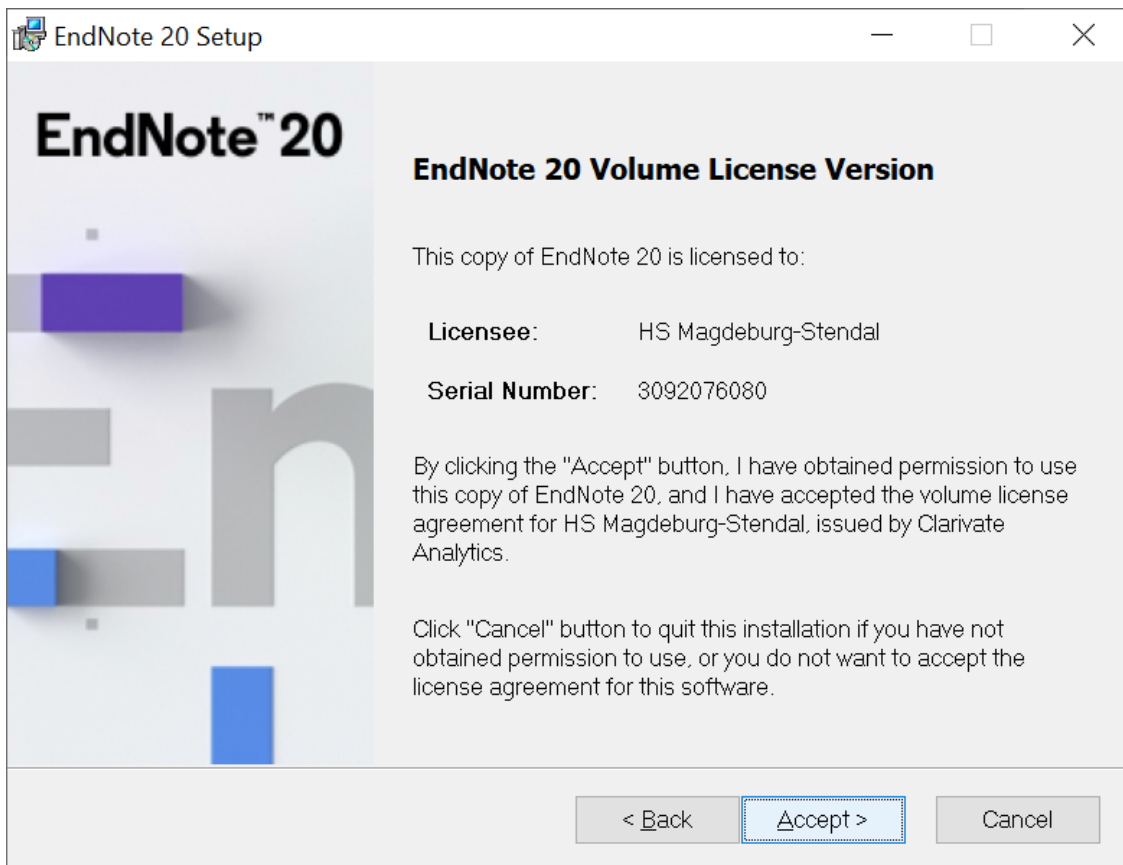 EndNote 20 Setup
EndNote™20
EndNote 20 Volume License Version
This copy of EndNote 20 is licensed to:
Licensee: HS Magdeburg-Stendal
Serial Number: 3092076080
By clicking the "Accept" button, I have obtained permission to use
this copy of EndNote 20, and I have accepted the volume license
agreement for HS Magdeburg-Stendal, issued by Clarivate
Analytics.
Click "Cancel" button to quit this installation if you have not
obtained permission to use, or you do not want to accept the
license agreement for this software.
< Back Accept > Cancel